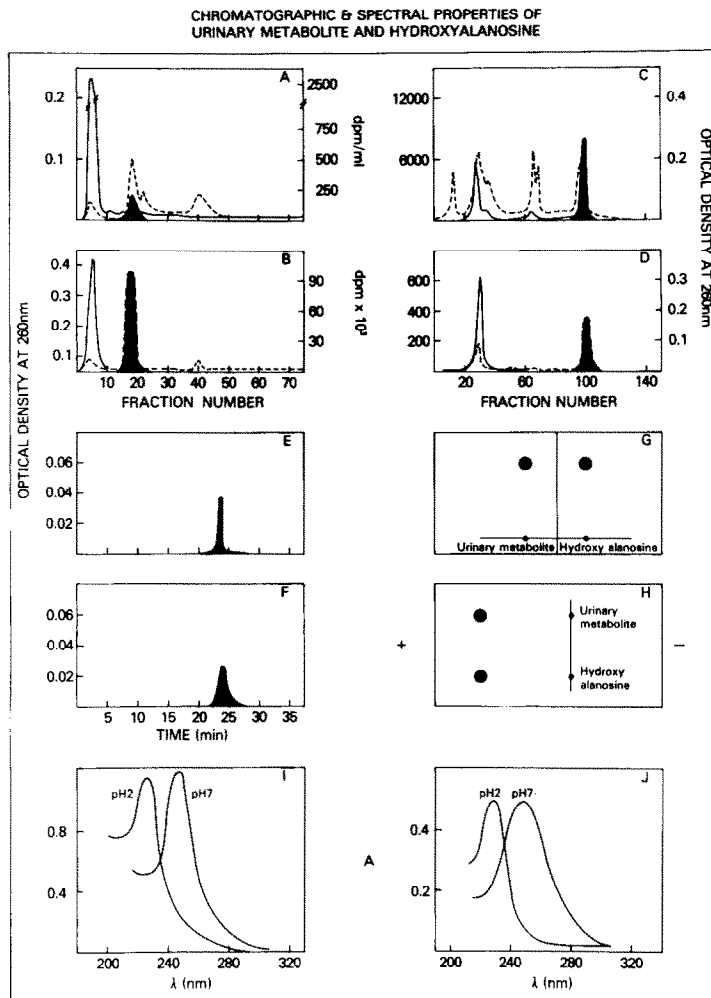 CHROMATOGRAPHIC & SPECTRAL PROPERTIES OF
URINARY METABOLITE AND HYDROXYALANOSINE
A
0.2
0.1
2500
750
500
250
dpm/ml
C
12000
6000
0.4
0.2
B
0.4
0.3
0.2
0.1
90
60
30
dpm x 10³
0 20 40 60
FRACTION NUMBER
D
600
400
200
0.3
0.2
0.1
20 60 100 140
FRACTION NUMBER
OPTICAL DENSITY AT 260nm
OPTICAL DENSITY AT 260nm
E
0.06
0.04
0.02
G
Urinary metabolite Hydroxy alanosine
F
0.06
0.04
0.02
5 10 15 20 25 30 35
TIME (min)
H
+
−
Urinary
metabolite
Hydroxy
alanosine
I
pH2 pH7
0.8
0.4
200 240 280 320
λ (nm)
A
J
pH2 pH7
0.4
0.2
200 240 280 320
λ (nm)